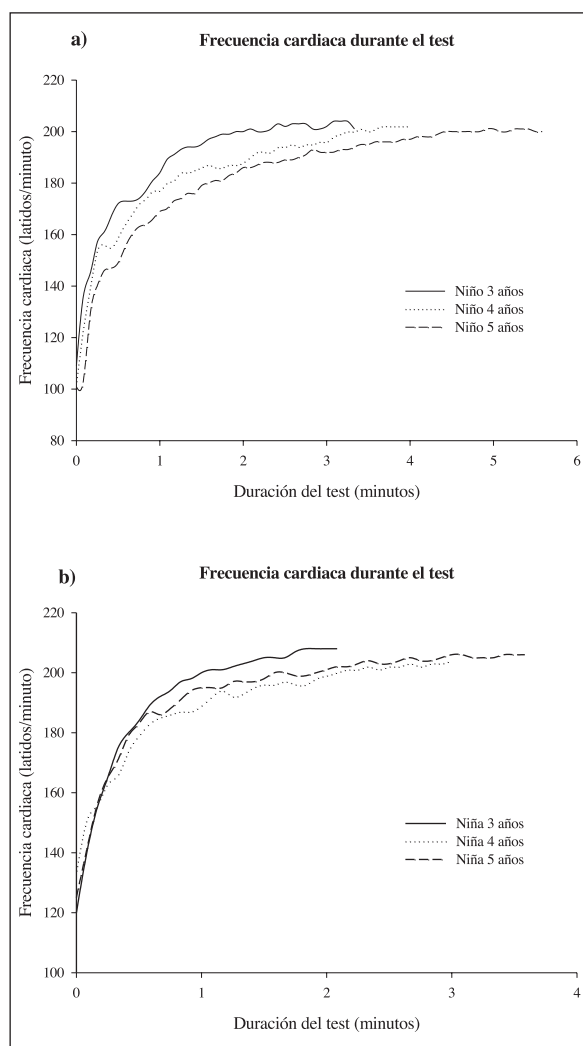 a)
Frecuencia cardiaca durante el test
220
200
180
160
140
120
100
80
Frecuencia cardiaca (latidos/minuto)
Niño 3 años
Niño 4 años
Niño 5 años
0 1 2 3 4 5 6
Duración del test (minutos)
b)
Frecuencia cardiaca durante el test
220
200
180
160
140
120
100
Frecuencia cardiaca (latidos/minuto)
Niña 3 años
Niña 4 años
Niña 5 años
0 1 2 3 4
Duración del test (minutos)